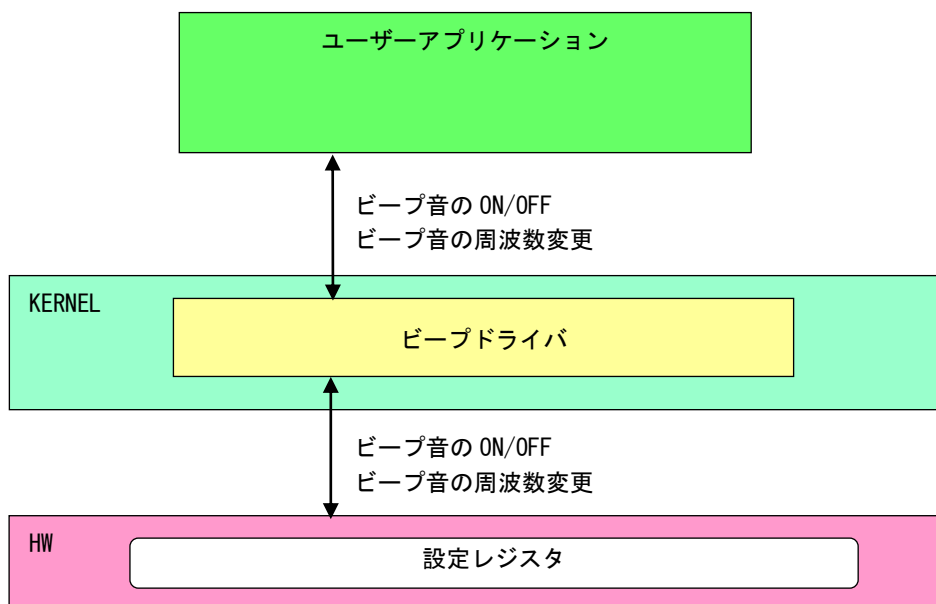 ユーザーアプリケーション
ビープ音の ON/OFF
ビープ音の周波数変更
KERNEL
ビープドライバ
ビープ音の ON/OFF
ビープ音の周波数変更
HW
設定レジスタ